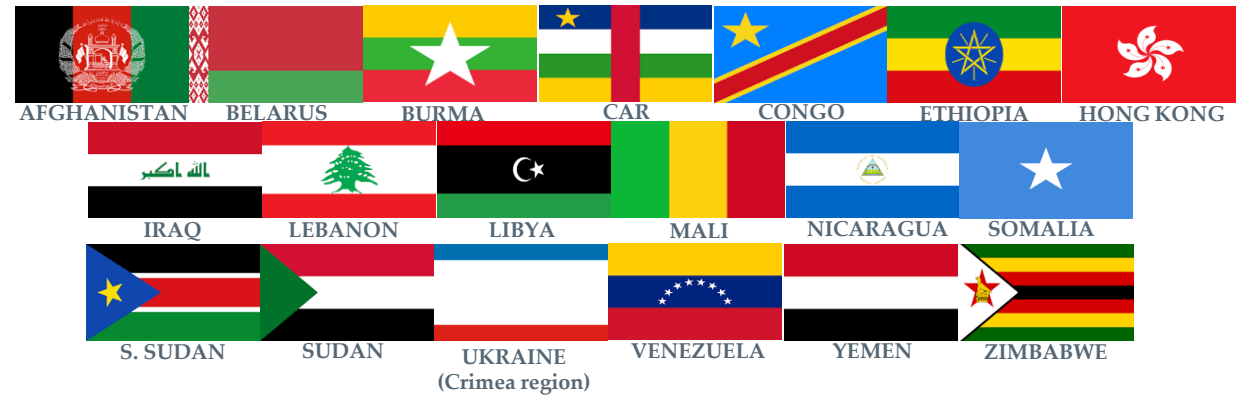 AFGHANISTAN BELARUS BURMA CAR CONGO ETHIOPIA HONG KONG
الله اكبر
IRAQ LEBANON LIBYA MALI NICARAGUA SOMALIA
S. SUDAN SUDAN UKRAINE VENEZUELA YEMEN ZIMBABWE
(Crimea region)